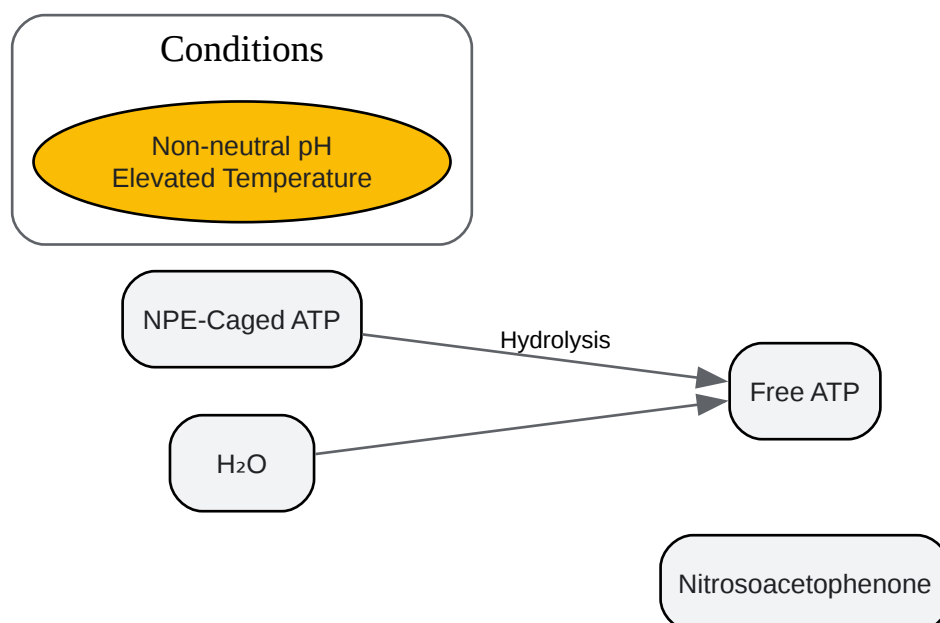 Conditions
Non-neutral pH
Elevated Temperature
NPE-Caged ATP
Hydrolysis
Free ATP
H₂O
Nitrosoacetophenone